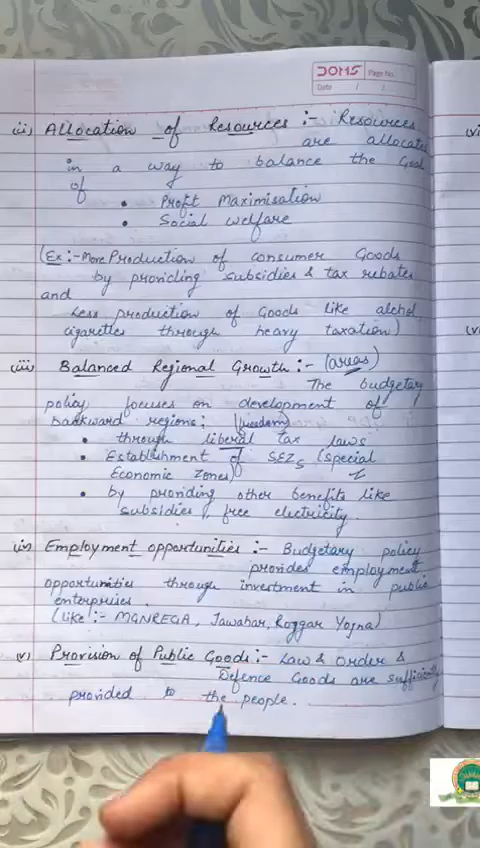 DOMS
Page No.
Date / /
iii) Allocation of Resources :- Resources
are allocated
in a way to balance the Goal
of
• Profit Maximisation
• Social welfare
(Ex :- More Production of consumer Goods
by providing subsidies & tax rebates
and
Less production of Goods like alchol,
cigarettes through heavy taxation)
(iii) Balanced Regional Growth :- (areas)
The budgetary
policy focuses on development of
backward regions: (freedom)
• through liberal tax laws
• Establishment of SEZs (special
Economic Zones)
• by providing other benefits like
subsidies, free electricity.
(iv) Employment opportunities :- Budgetary policy
provides employment
opportunities through investment in public
enterprises.
(like :- MGNREGA, Jawahar, Rozgar Yojna)
(v) Provision of Public Goods :- Law & Order &
Defence Goods are sufficiently
provided to the people.
(vi
(v